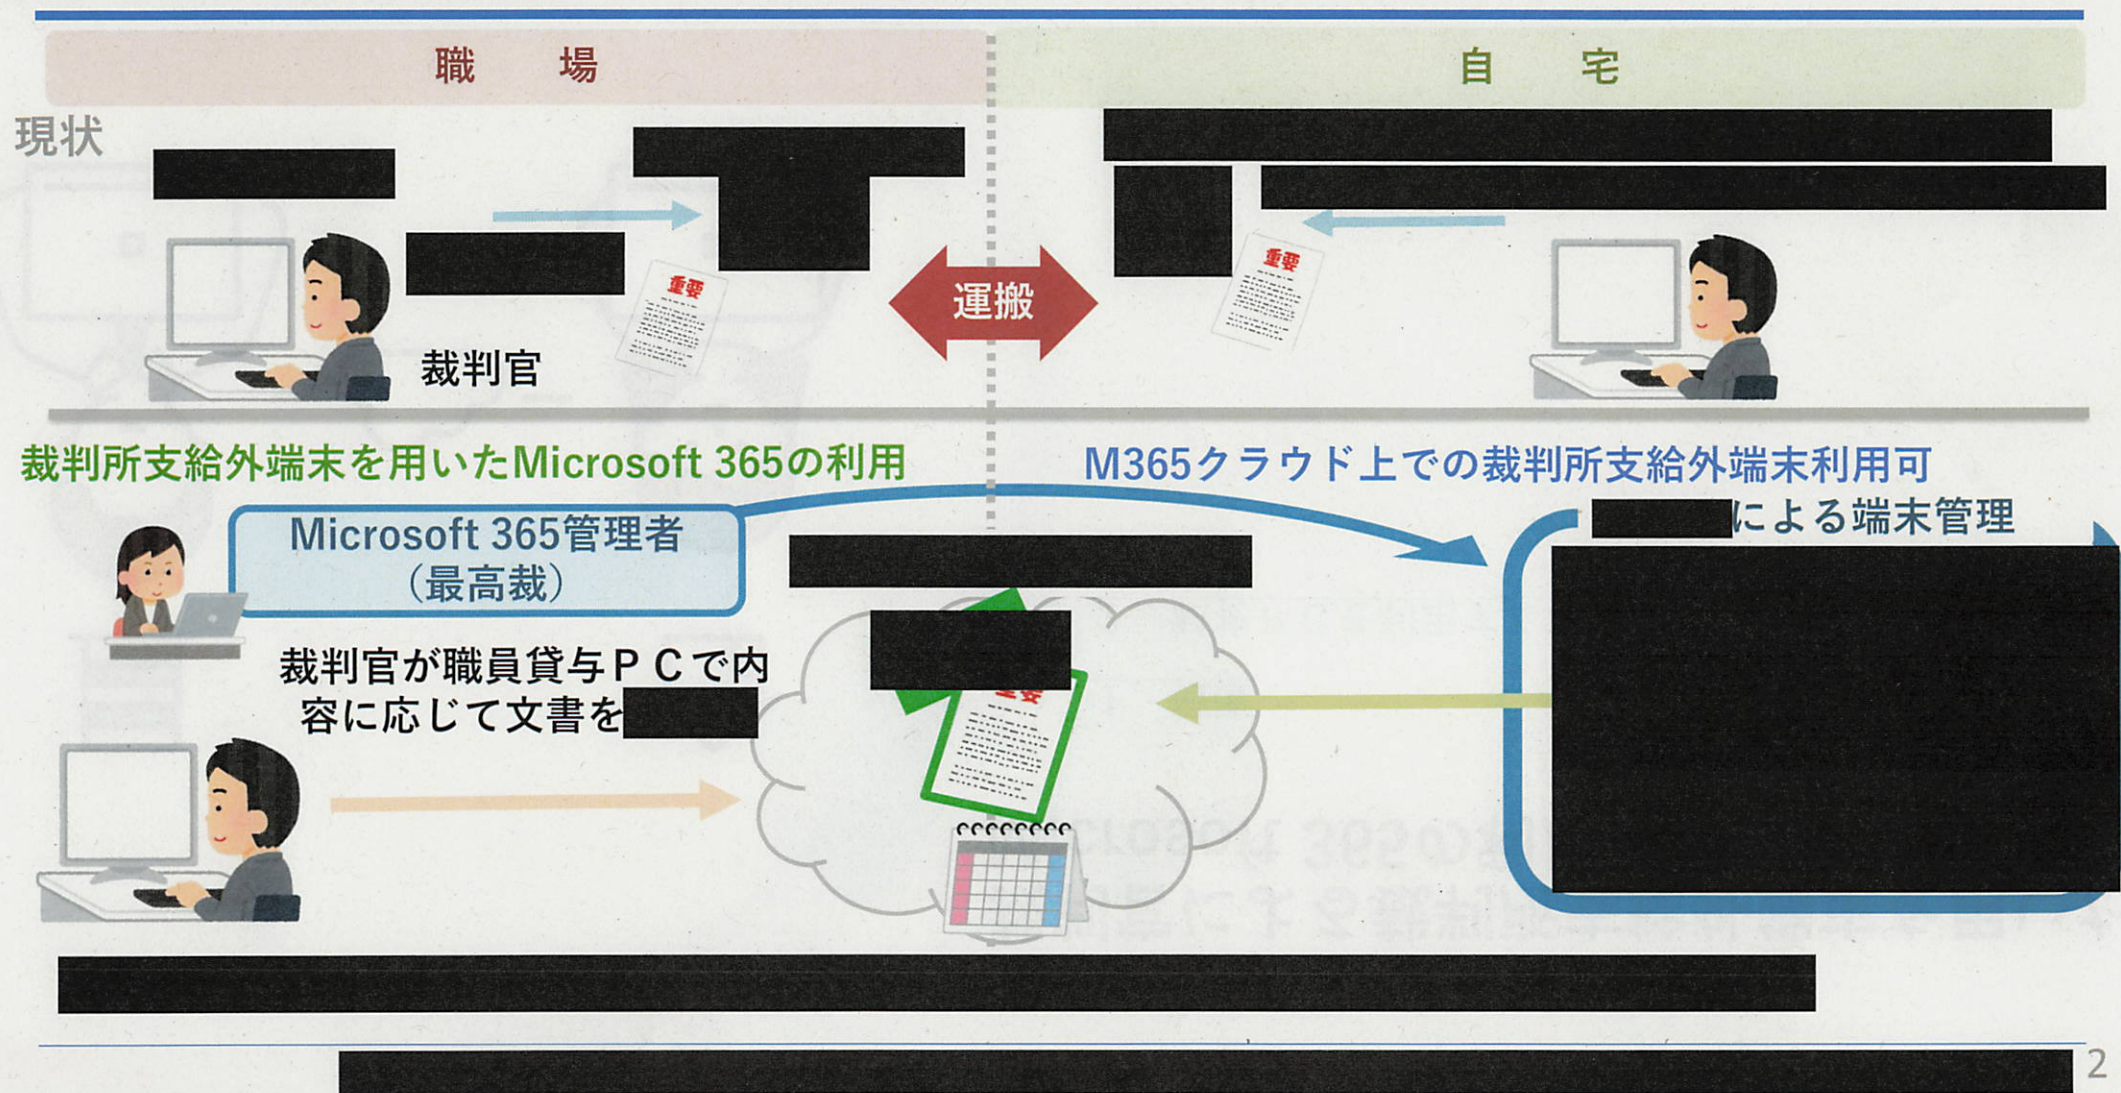 職場
自宅
現状
重要
重要
運搬
裁判官
裁判所支給外端末を用いたMicrosoft 365の利用
M365クラウド上での裁判所支給外端末利用可
Microsoft 365管理者
（最高裁）
による端末管理
裁判官が職員貸与ＰＣで内
容に応じて文書を
重要
2